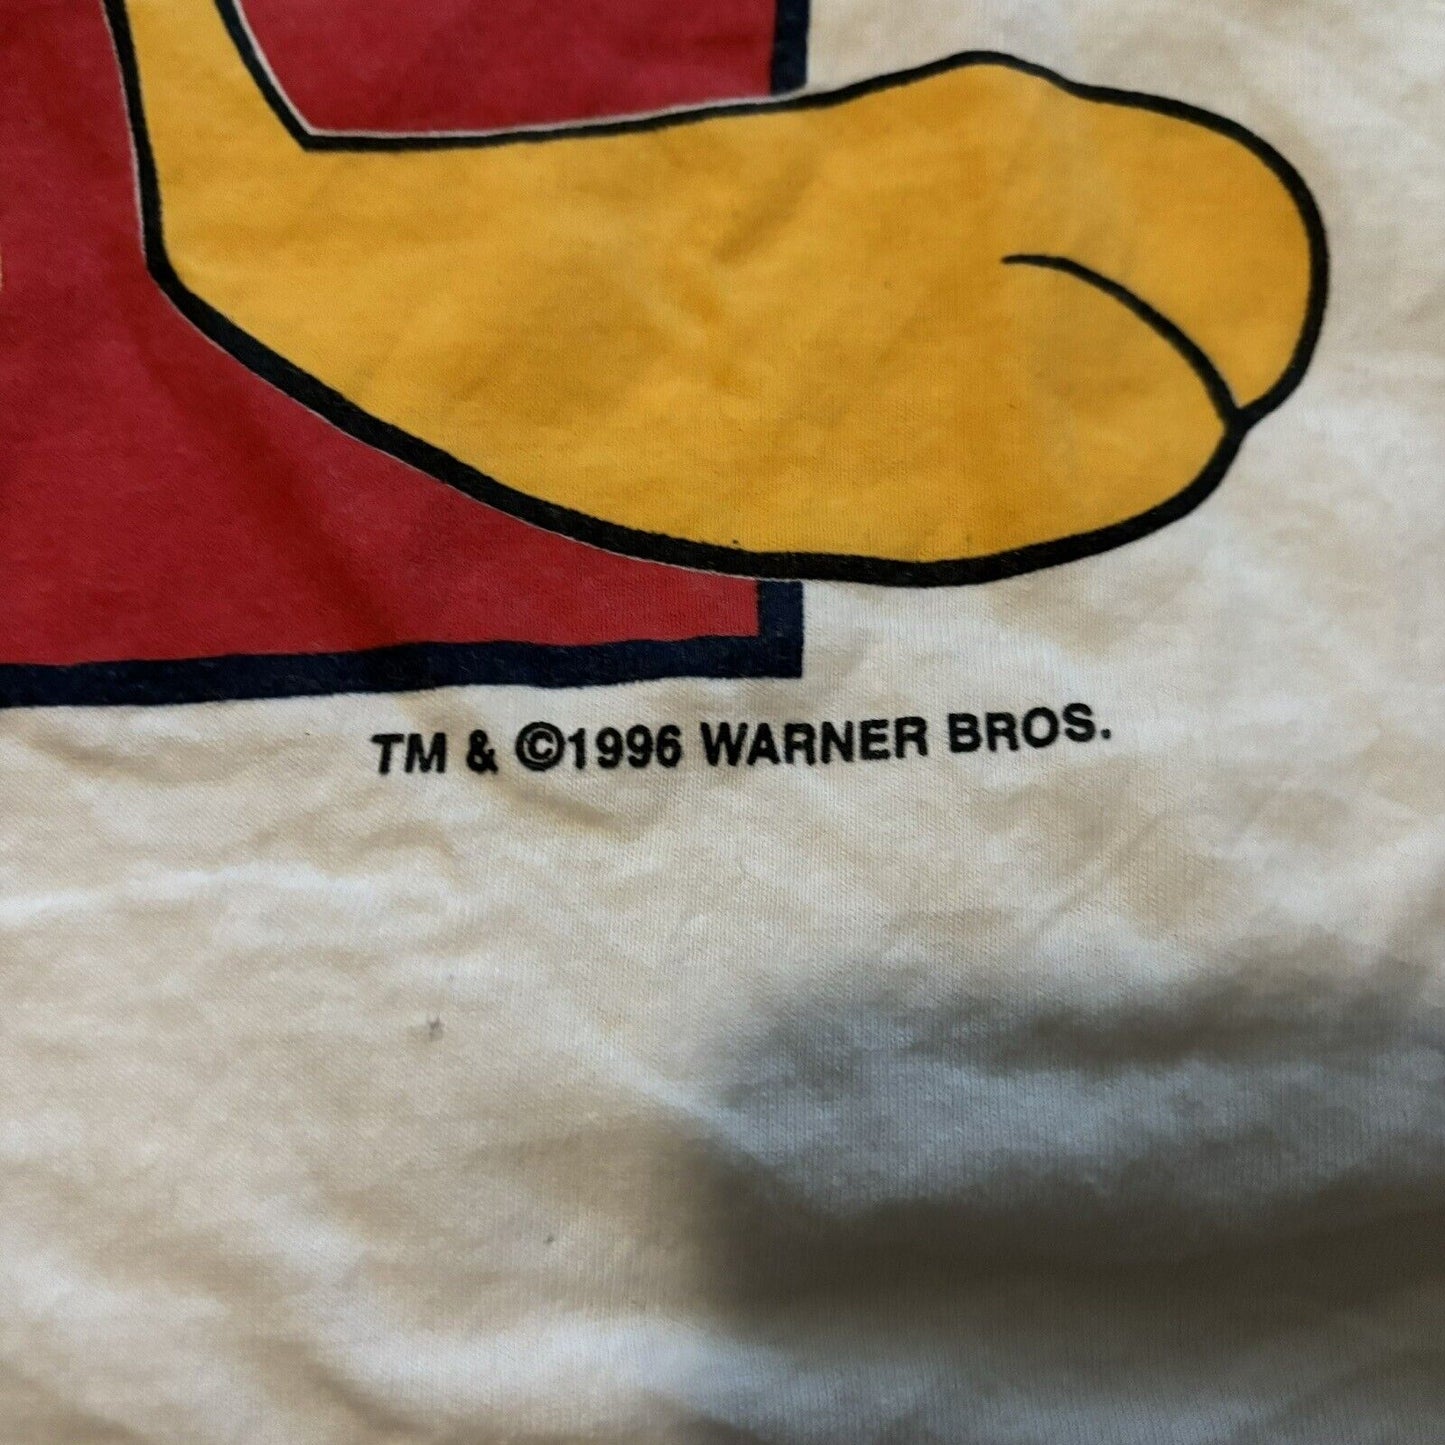 TM & ©1996 WARNER BROS.